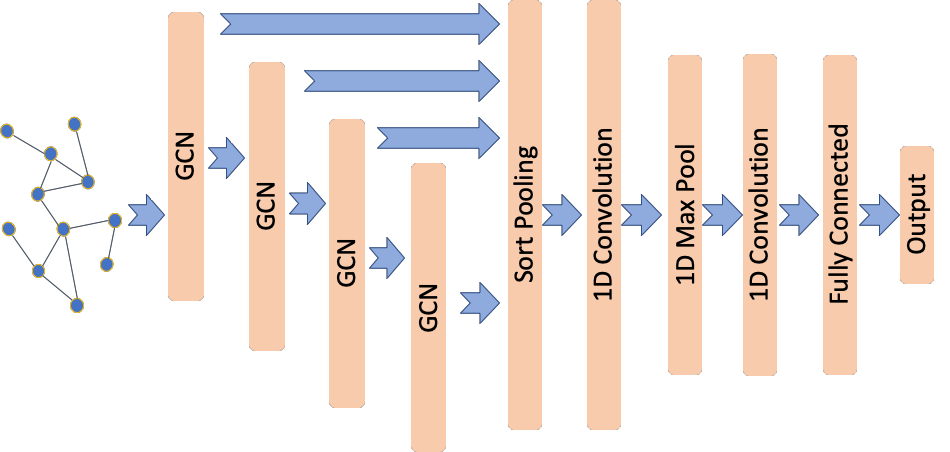 GCN
GCN
GCN
GCN
Sort Pooling
1D Convolution
1D Max Pool
1D Convolution
Fully Connected
Output